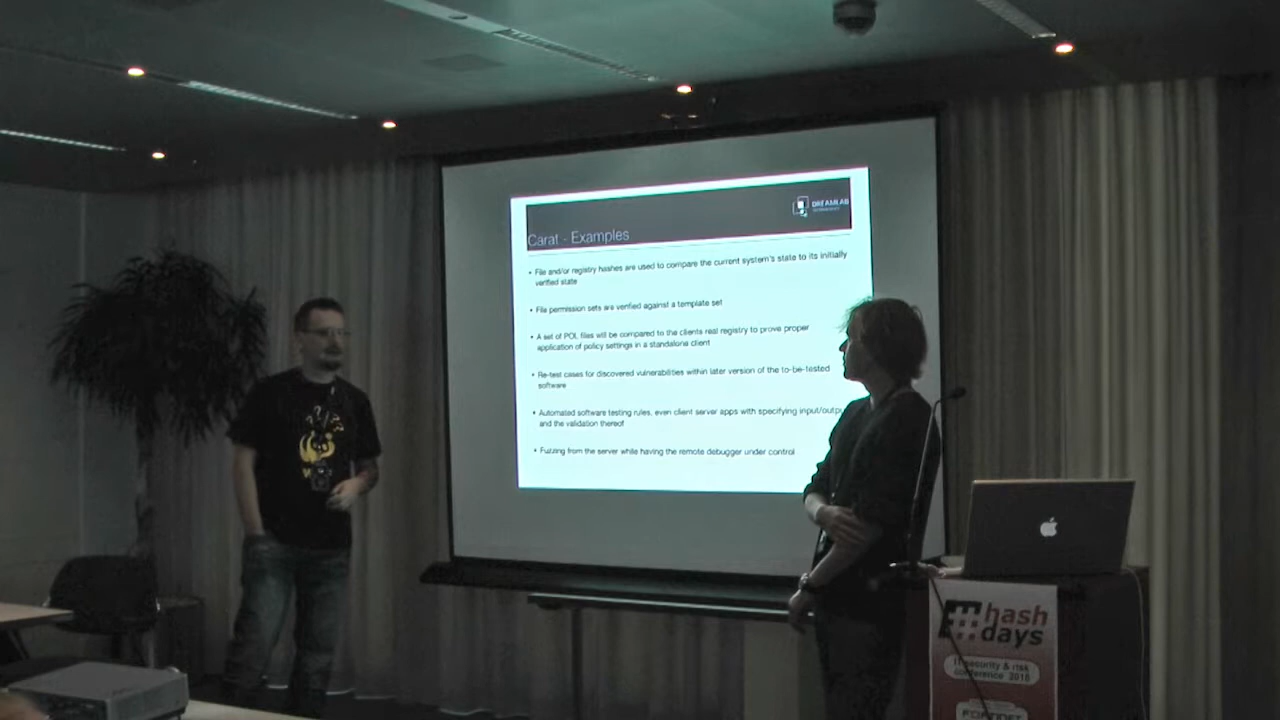 DREAMLAB
Carat - Examples
• File and/or registry hashes are used to compare the current system's state to its initially
verified state
• File permission sets are verified against a template set
• A set of POL files will be compared to the clients real registry to prove proper
application of policy settings in a standalone client
• Re-test cases for discovered vulnerabilities within later version of the to-be-tested
software
• Automated software testing rules, even client server apps with specifying input/outpu
and the validation thereof
• Fuzzing from the server while having the remote debugger under control
hash
days
IT security & risk
conference
FORTINET